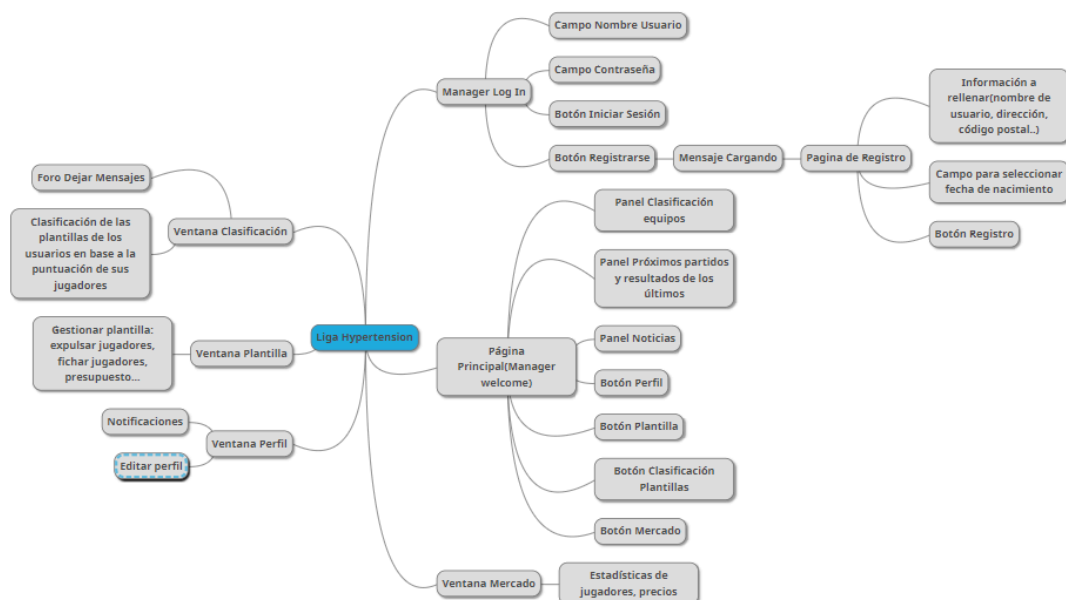 Campo Nombre Usuario
Campo Contraseña
Manager Log In
Botón Iniciar Sesión
Botón Registrarse
Mensaje Cargando
Pagina de Registro
Información a
rellenar(nombre de
usuario, dirección,
código postal..)
Campo para seleccionar
fecha de nacimiento
Botón Registro
Foro Dejar Mensajes
Ventana Clasificación
Clasificación de las
plantillas de los
usuarios en base a la
puntuación de sus
jugadores
Gestionar plantilla:
expulsar jugadores,
fichar jugadores,
presupuesto...
Ventana Plantilla
Liga Hypertension
Notificaciones
Ventana Perfil
Editar perfil
Página
Principal(Manager
welcome)
Panel Clasificación
equipos
Panel Próximos partidos
y resultados de los
últimos
Panel Noticias
Botón Perfil
Botón Plantilla
Botón Clasificación
Plantillas
Botón Mercado
Ventana Mercado
Estadísticas de
jugadores, precios